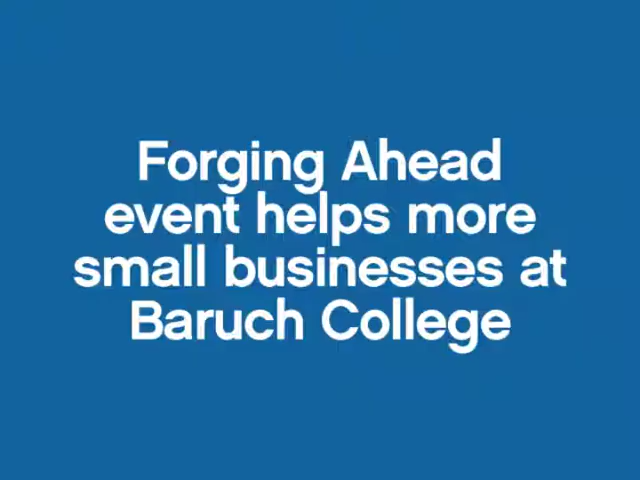 Forging Ahead
event helps more
small businesses at
Baruch College